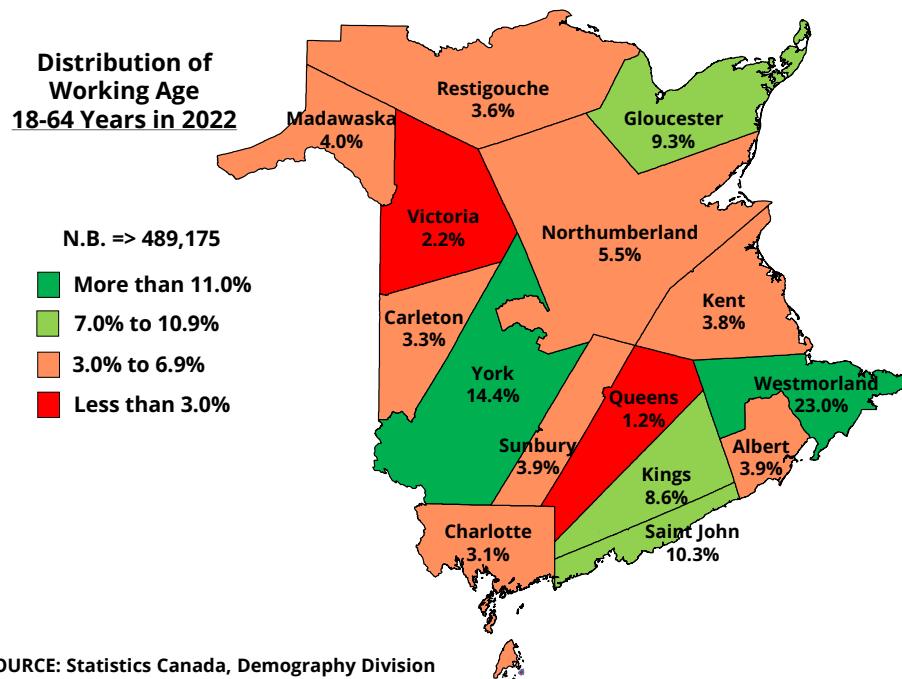 Distribution of
Working Age
18-64 Years in 2022
N.B. => 489,175
More than 11.0%
7.0% to 10.9%
3.0% to 6.9%
Less than 3.0%
Restigouche
3.6%
Madawaska
4.0%
Gloucester
9.3%
Victoria
2.2%
Northumberland
5.5%
Kent
3.8%
Carleton
3.3%
York
14.4%
Westmorland
23.0%
Queens
1.2%
Sunbury
3.9%
Albert
3.9%
Kings
8.6%
Saint John
10.3%
Charlotte
3.1%
OURCE: Statistics Canada, Demography Division